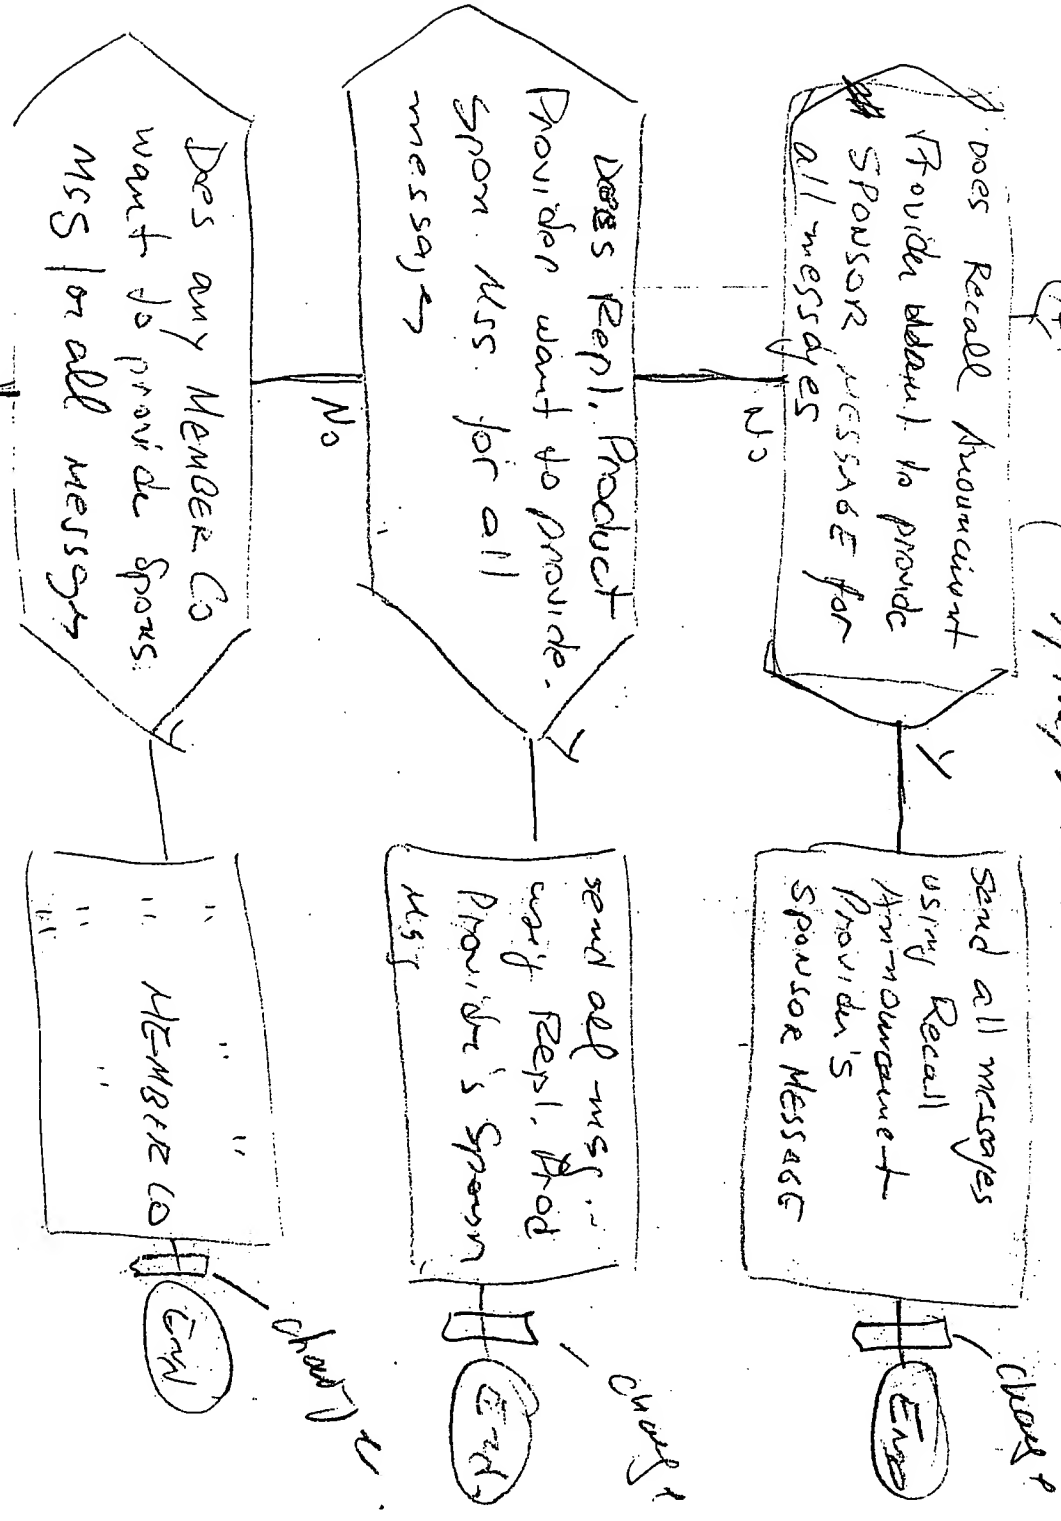 Does Recall Anouncement
Provider want to provide
SPONSOR MESSAGE for
all messages
No
Y
Send all messages
using Recall
Announcement
Provider's
SPONSOR MESSAGE
charge
END
Does Repl. Product
Provider want to provide.
Spon. Mss. for all
messages
No
Y
send all msg.
using Repl. Prod
Provider's Sponsor
Msg
charge
End
Does any MEMBER Co
want to provide Spons.
MSG for all messages
Y
" "
" MEMBER CO
" "
"
charge
End